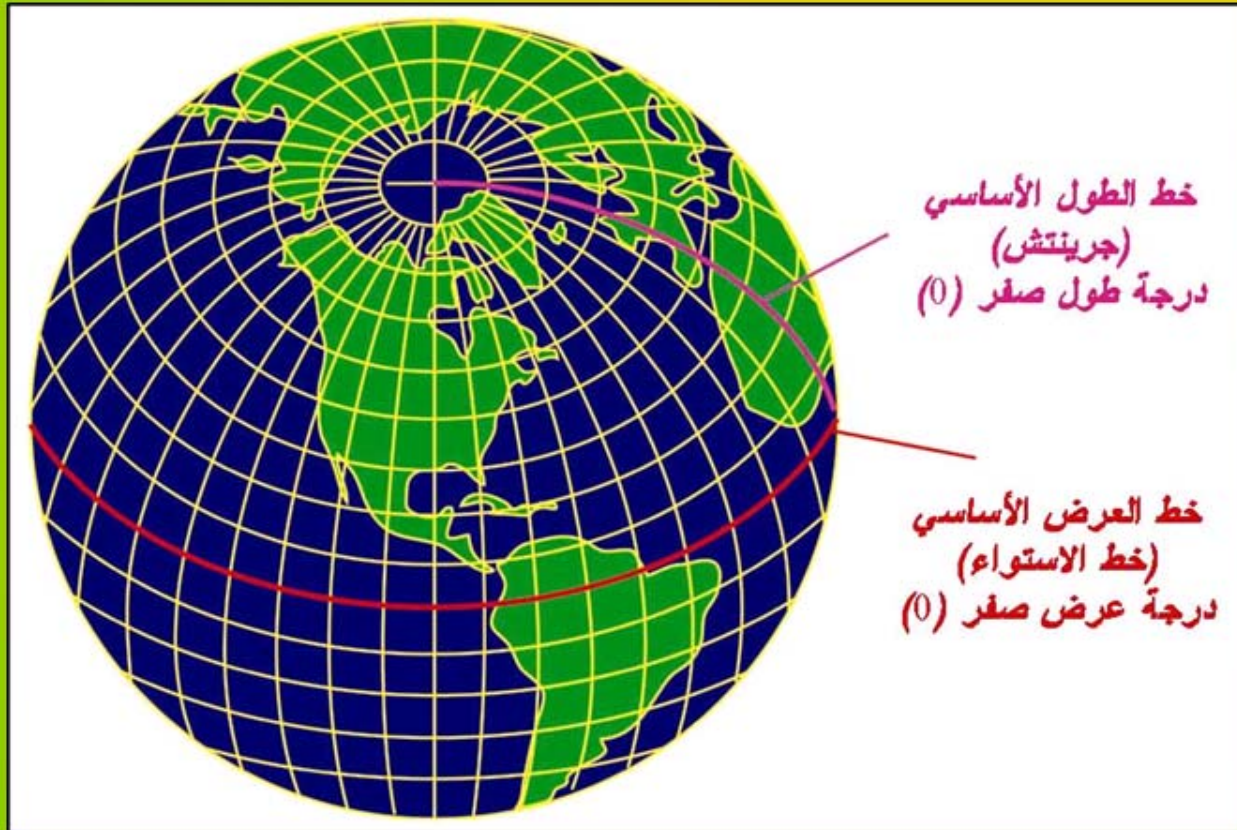 خط الطول الأساسي
(جرينتش)
درجة طول صفر (0)
خط العرض الأساسي
(خط الاستواء)
درجة عرض صفر (0)